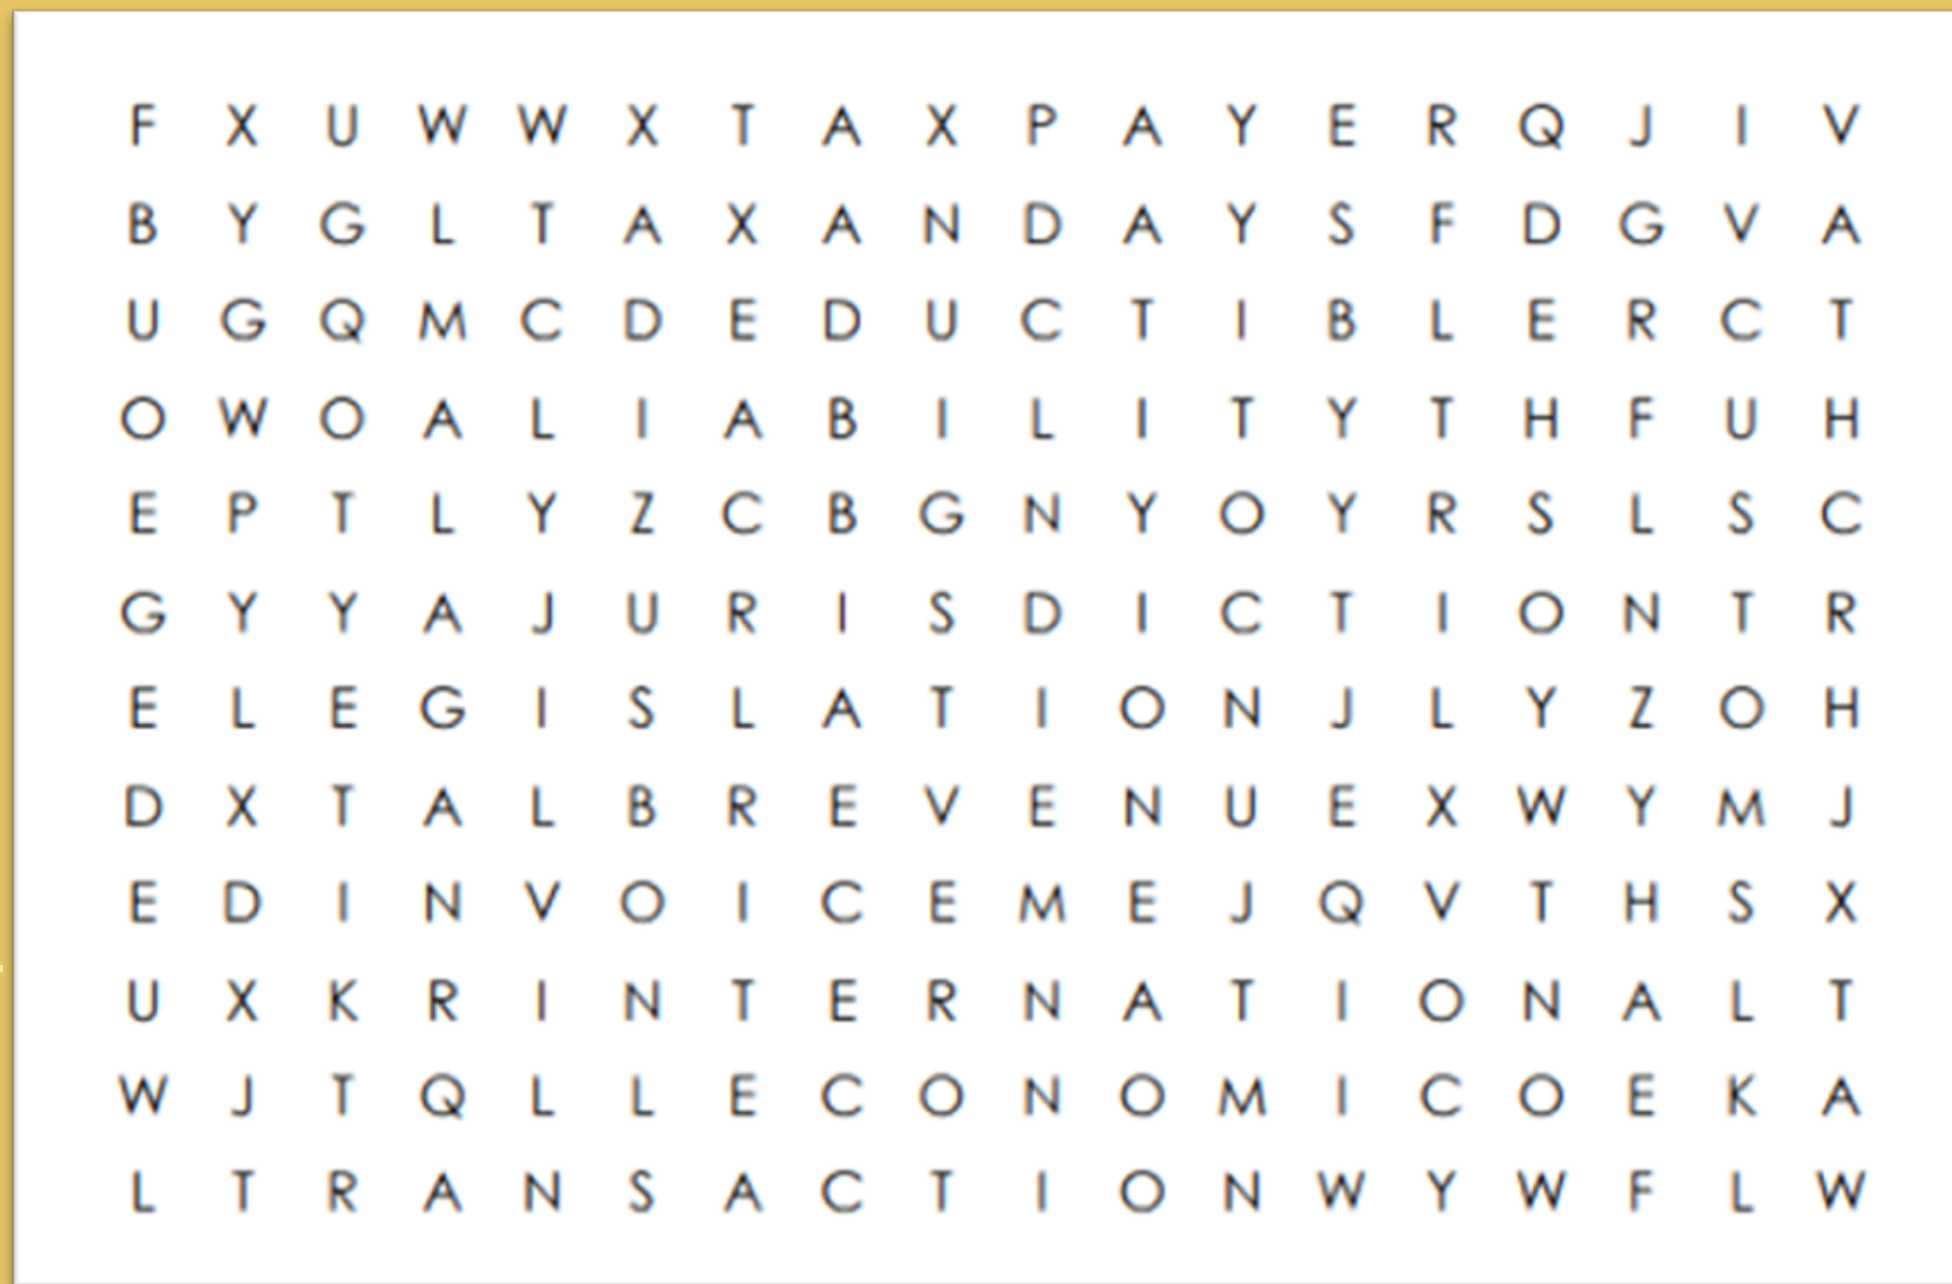 F X U W W X T A X P A Y E R Q J I V
B Y G L T A X A N D A Y S F D G V A
U G Q M C D E D U C T I B L E R C T
O W O A L I A B I L I T Y T H F U H
E P T L Y Z C B G N Y O Y R S L S C
G Y Y A J U R I S D I C T I O N T R
E L E G I S L A T I O N J L Y Z O H
D X T A L B R E V E N U E X W Y M J
E D I N V O I C E M E J Q V T H S X
U X K R I N T E R N A T I O N A L T
W J T Q L L E C O N O M I C O E K A
L T R A N S A C T I O N W Y W F L W